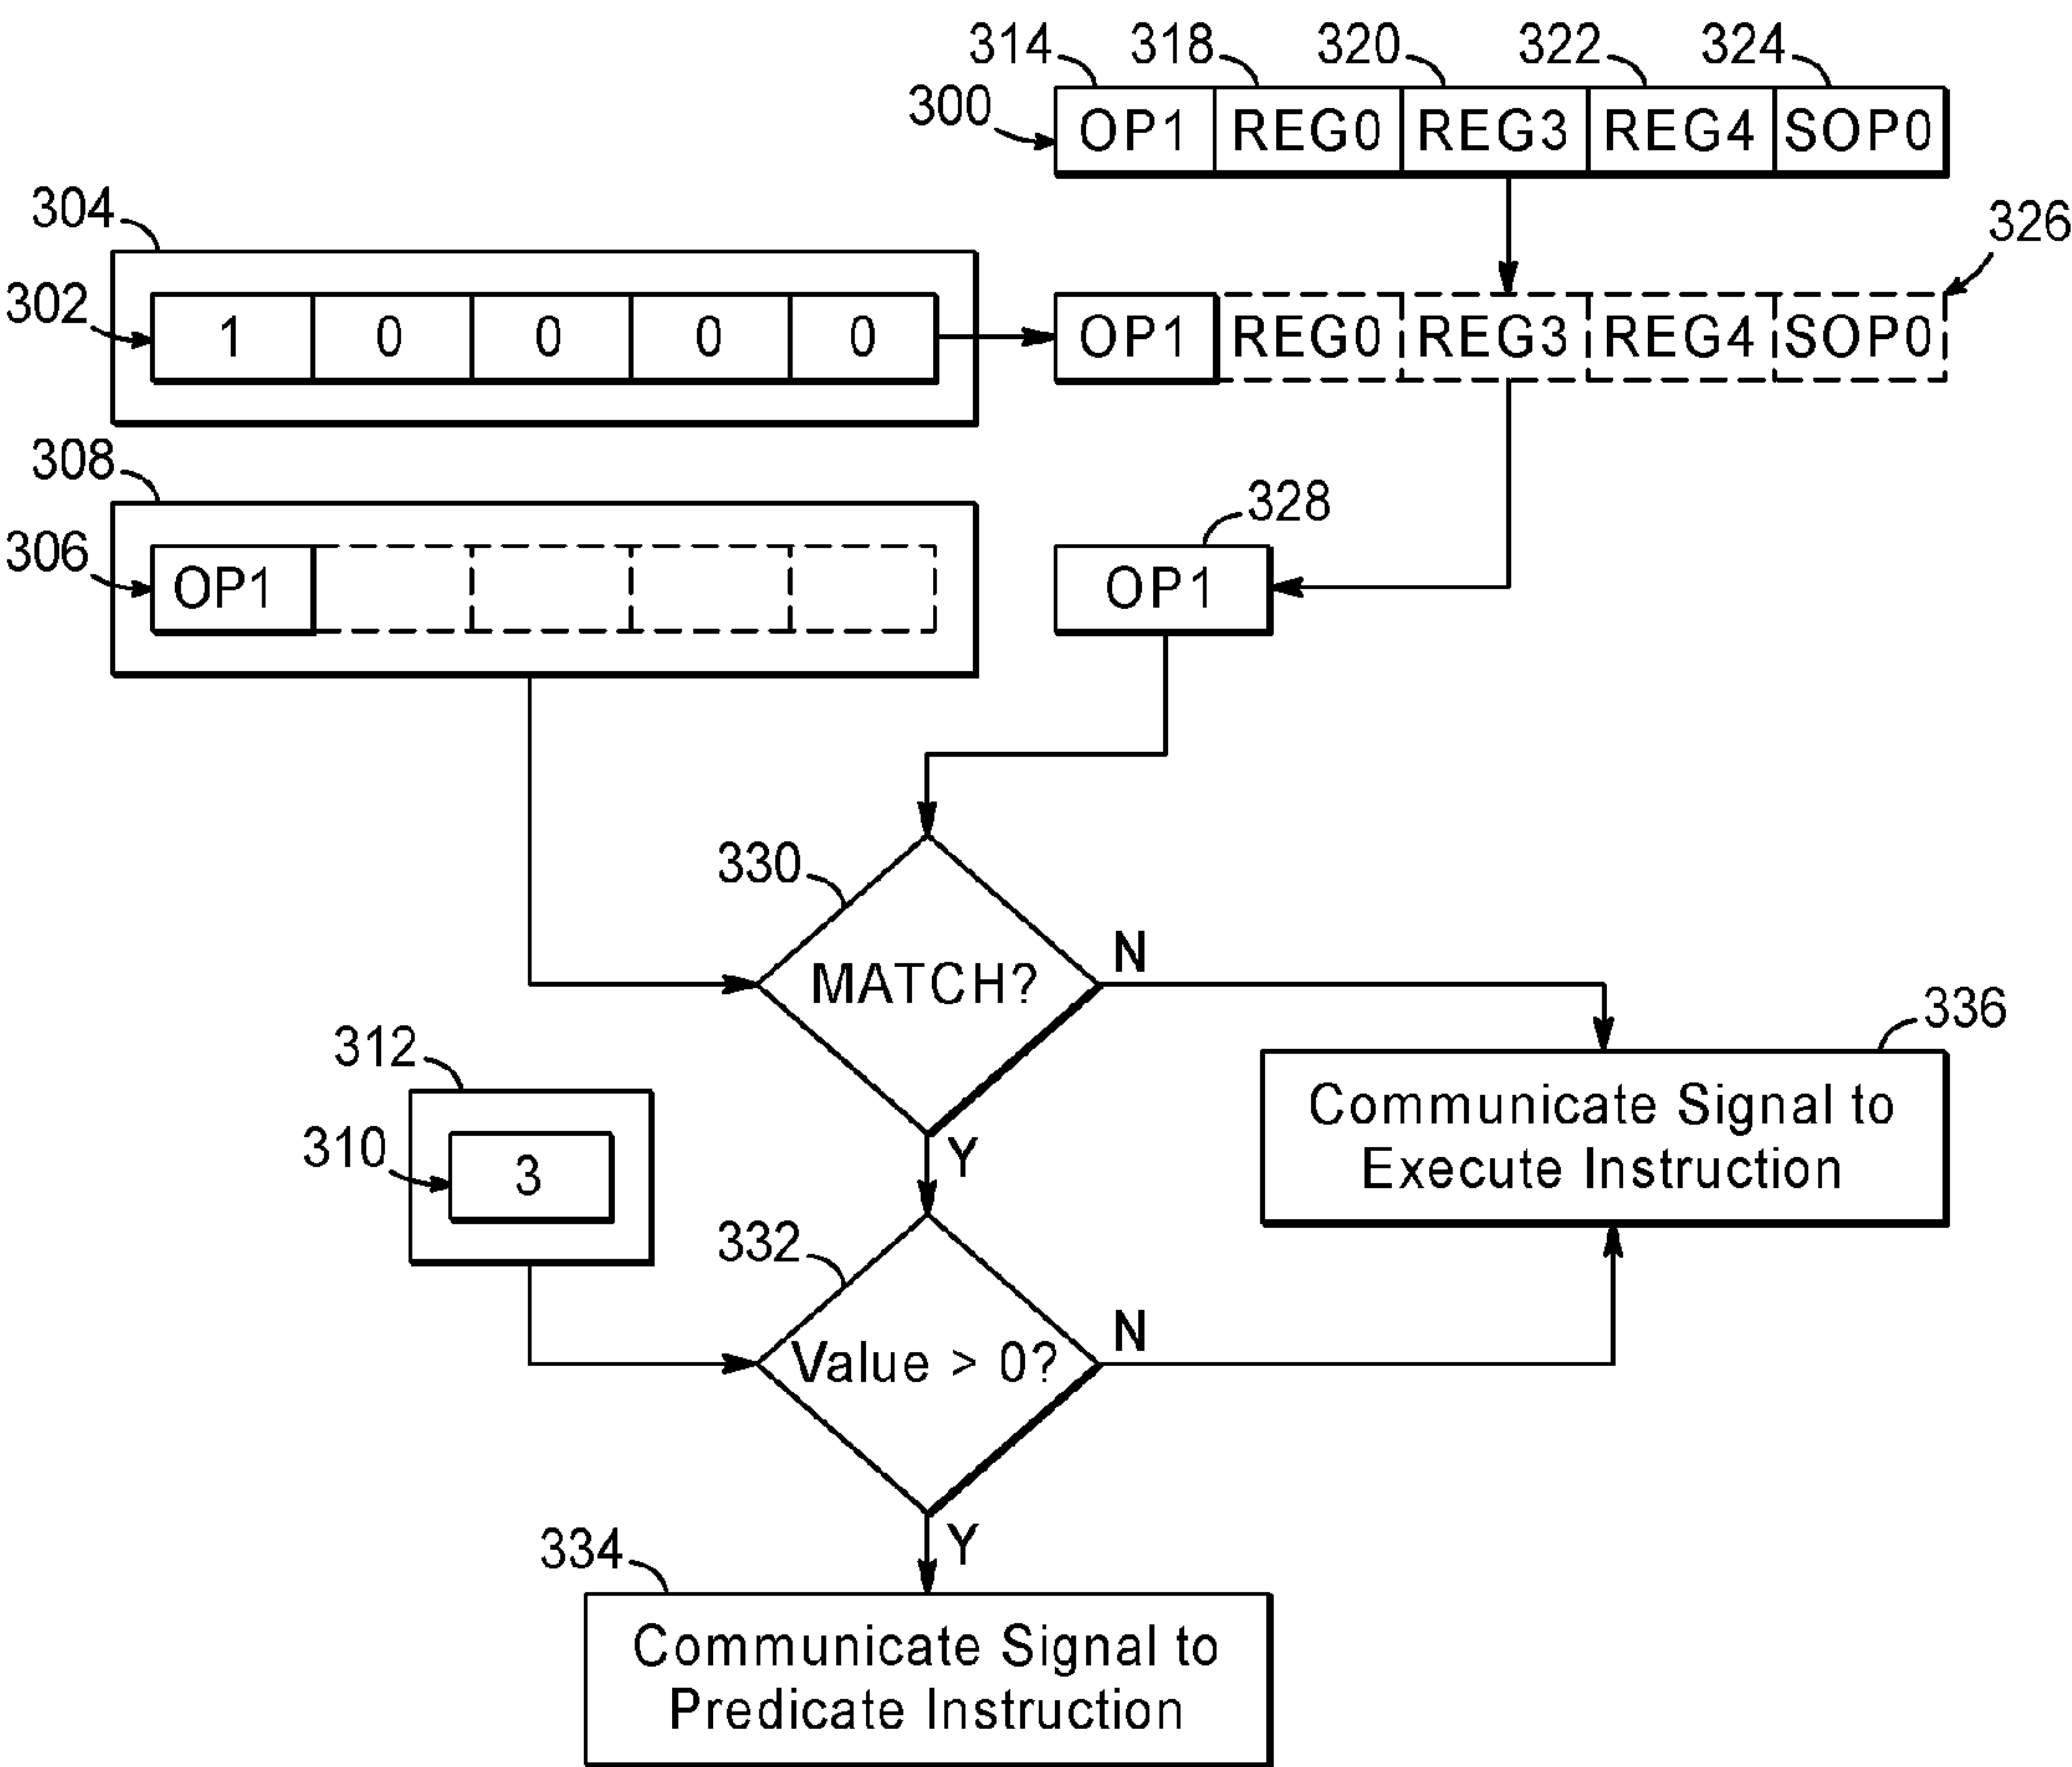 314 318 320 322 324
300 OP1 REG0 REG3 REG4 SOP0
304 326
302 1 0 0 0 0 OP1 REG0 REG3 REG4 SOP0
308 328
306 OP1 OP1
330
MATCH? N
Y
312 336
310 3
Communicate Signal to
Execute Instruction
332
Value > 0? N
Y
334
Communicate Signal to
Predicate Instruction